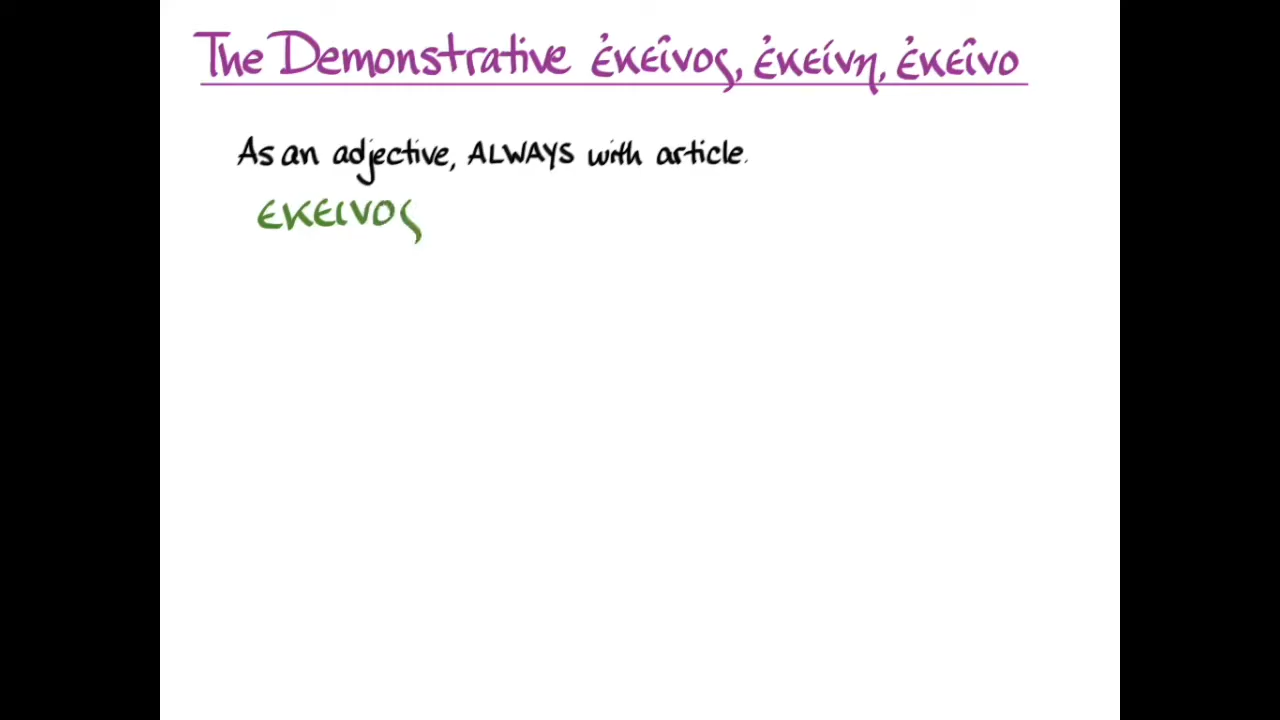 The Demonstrative ἐκεῖνος, ἐκείνη, ἐκεῖνο
As an adjective, ALWAYS with article.
εκεινος